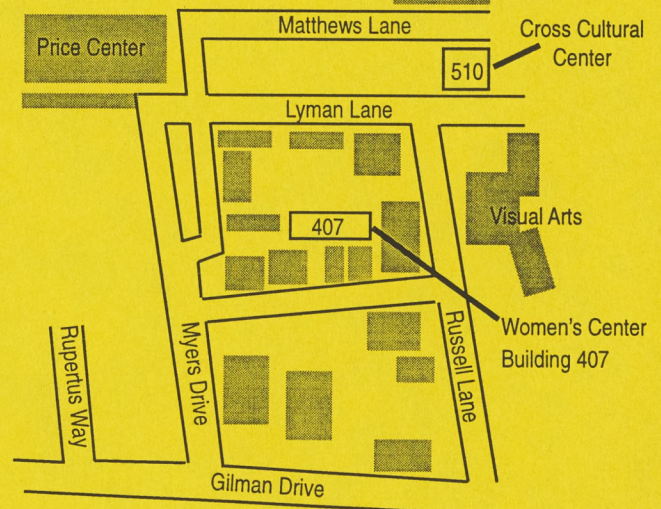 Matthews Lane
Price Center
Cross Cultural
Center
510
Lyman Lane
Visual Arts
407
Women's Center
Building 407
Rupertus Way
Myers Drive
Russell Lane
Gilman Drive